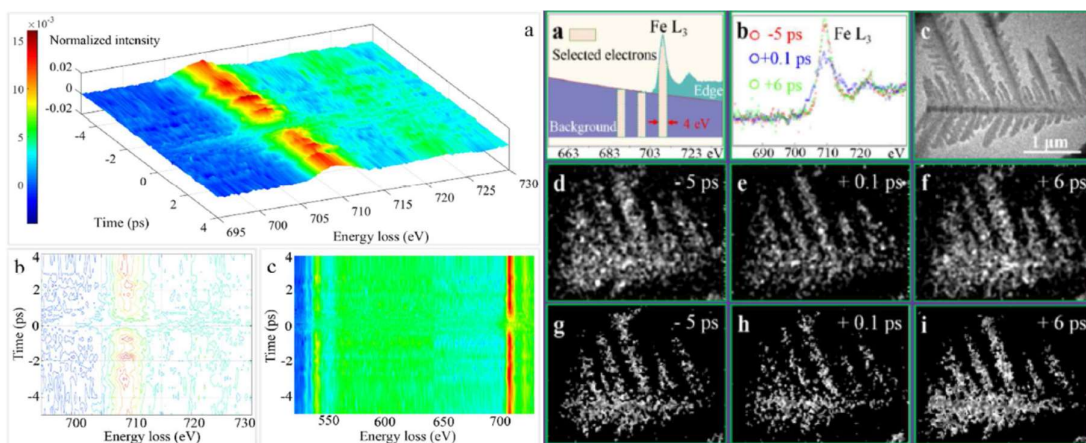 a
15
×10⁻³
10
5
0
Normalized intensity
0.02
0
-0.02
-4
-2
0
2
4
Time (ps)
695
700
705
710
715
720
725
730
Energy loss (eV)
b
4
2
0
-2
-4
Time (ps)
700
710
720
730
Energy loss (eV)
c
4
2
0
-2
-4
Time (ps)
550
600
650
700
Energy loss (eV)
a
Fe L₃
Selected electrons
Edge
Background
4 eV
663 683 703 723 eV
b
Fe L₃
-5 ps
+0.1 ps
+6 ps
690 700 710 720 eV
c
1 μm
d
- 5 ps
e
+ 0.1 ps
f
+ 6 ps
g
- 5 ps
h
+ 0.1 ps
i
+ 6 ps